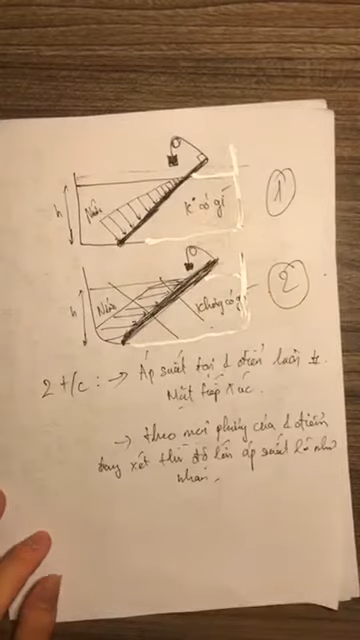 1
h
Nước
K° có gì
2
h
Nước
không có gì
2 t/c : → Áp suất tại 1 điểm luôn ⊥
Mặt tiếp xúc.
→ theo mọi phương của 1 điểm
đang xét thì độ lớn áp suất là như
nhau.